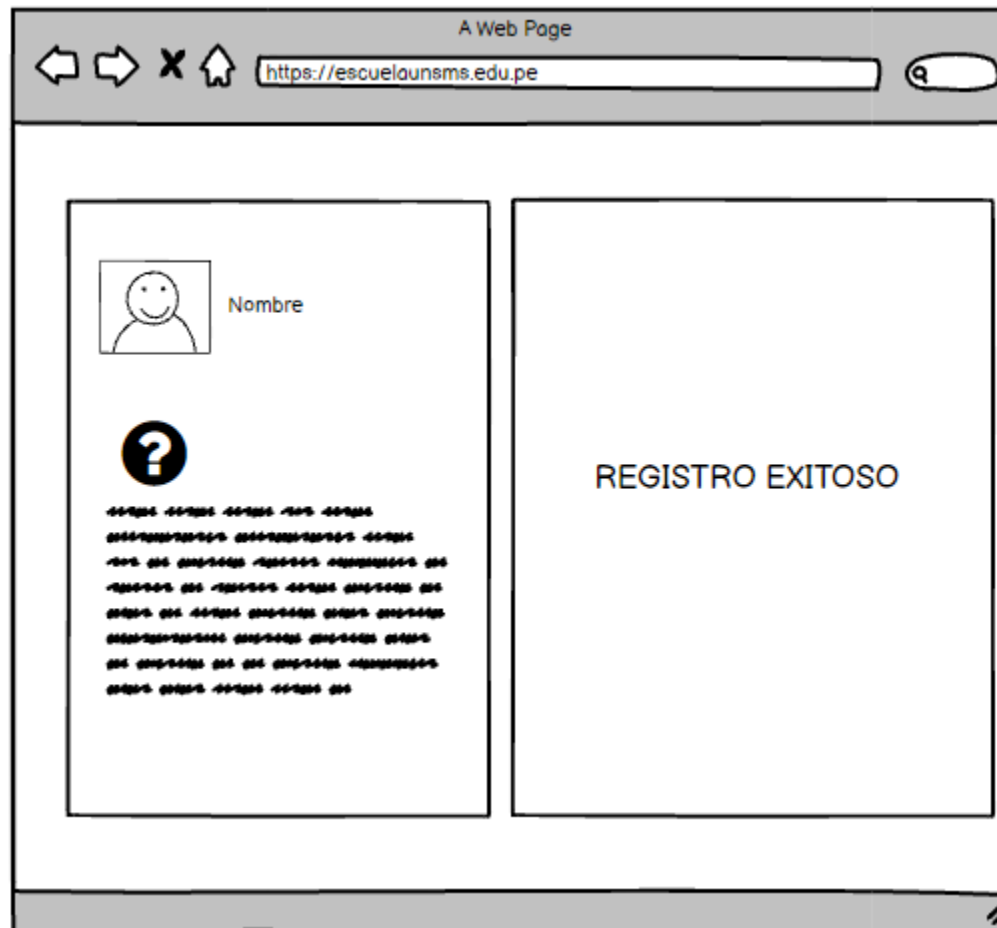 A Web Page
https://escuelaunsms.edu.pe
Nombre
?
REGISTRO EXITOSO